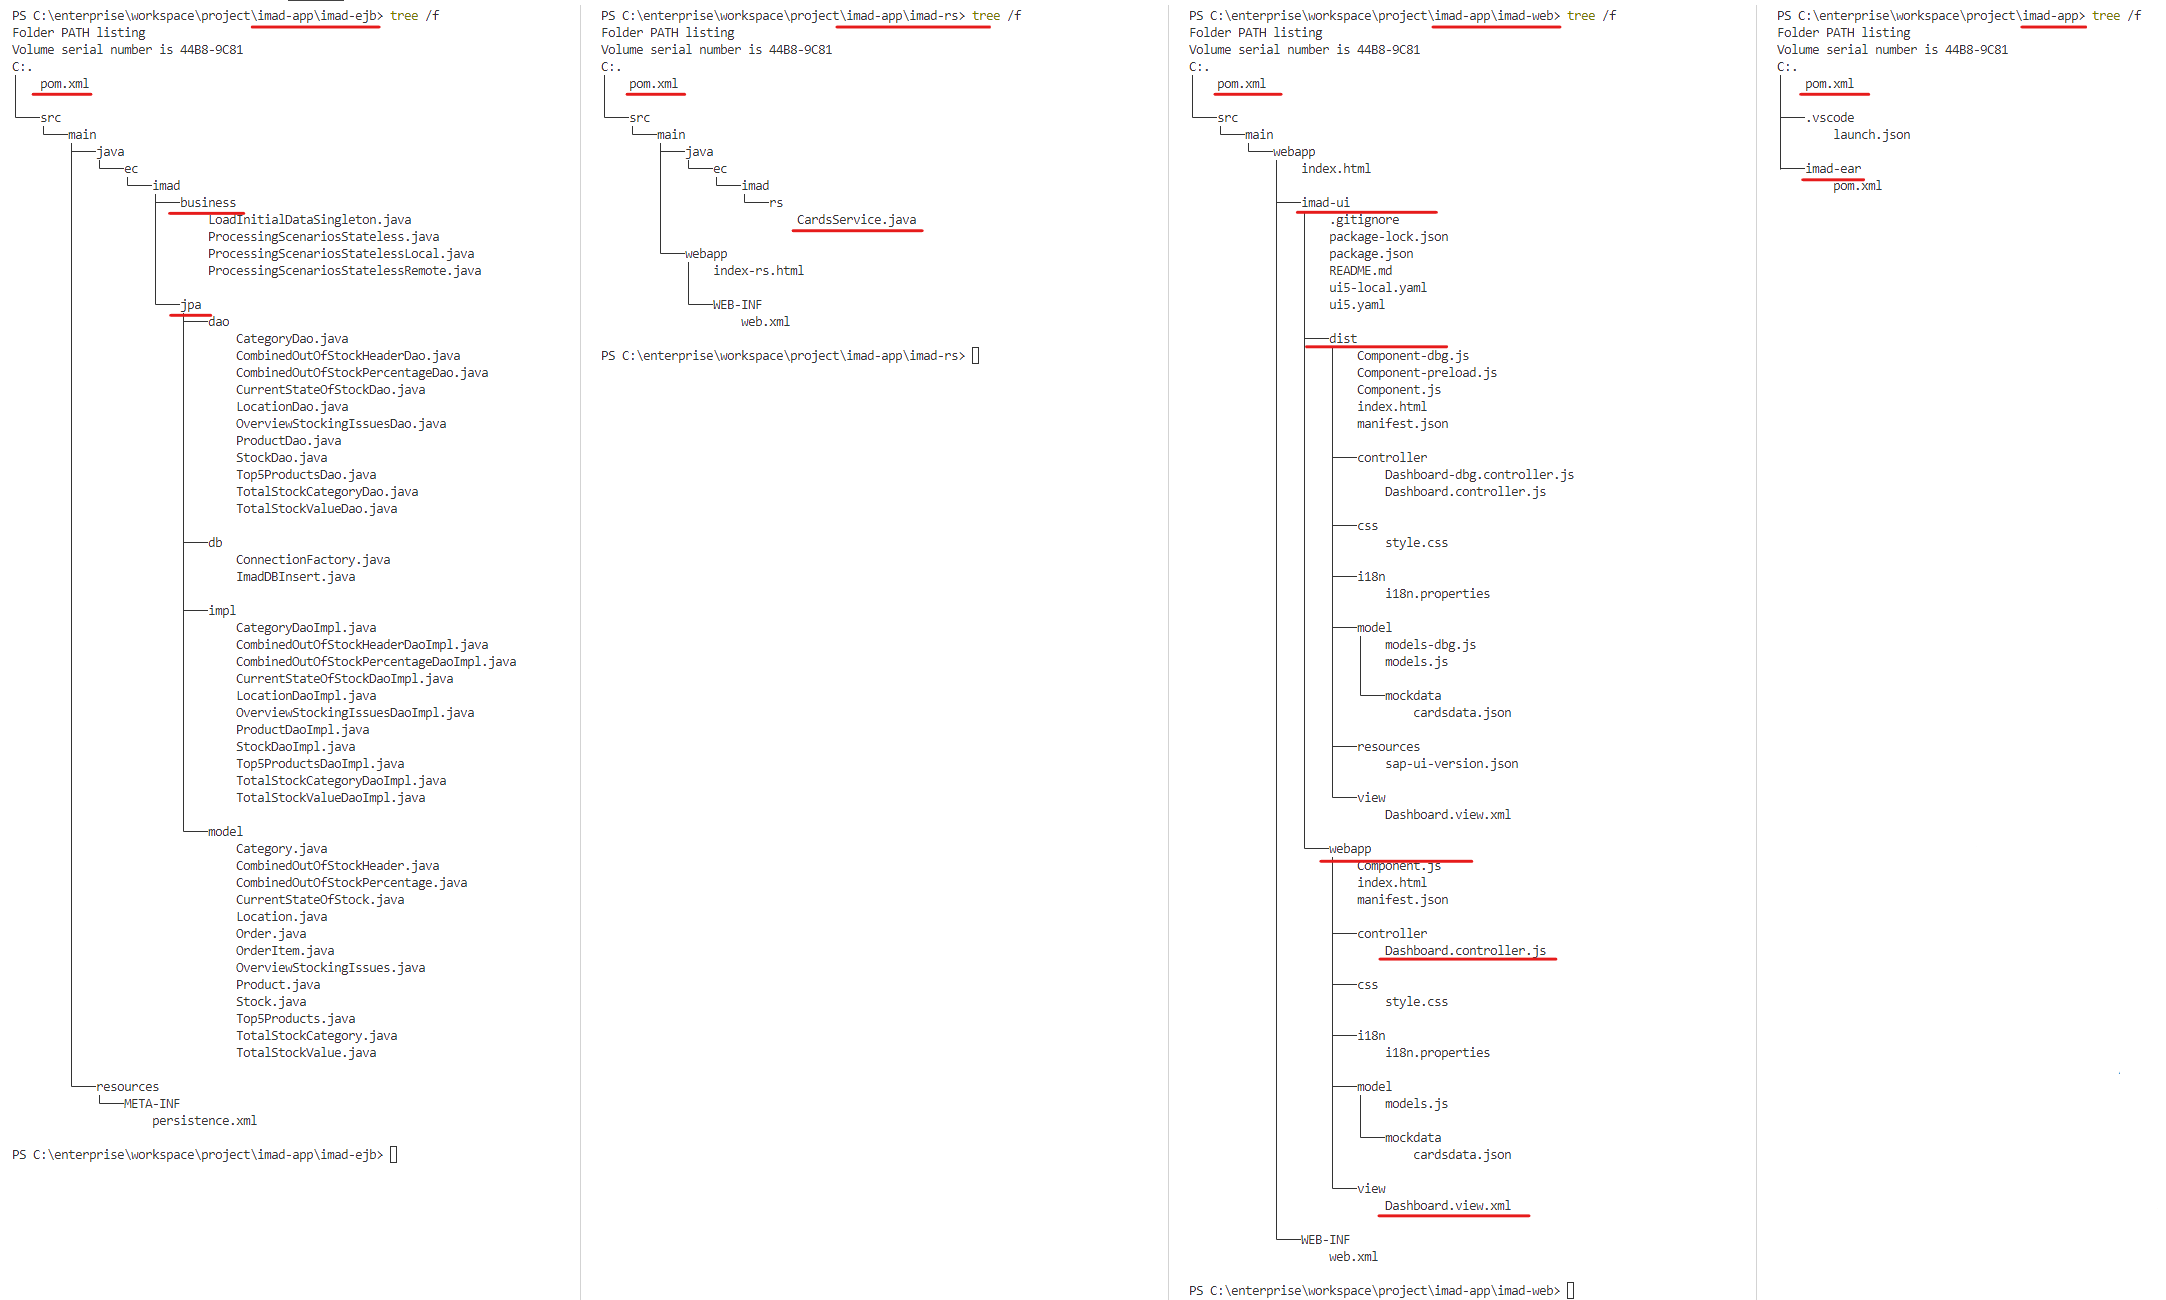 PS C:\enterprise\workspace\project\imad-app\imad-ejb> tree /f
Folder PATH listing
Volume serial number is 44B8-9C81
C:.
pom.xml
src
main
java
ec
imad
business
LoadInitialDataSingleton.java
ProcessingScenariosStateless.java
ProcessingScenariosStatelessLocal.java
ProcessingScenariosStatelessRemote.java
jpa
dao
CategoryDao.java
CombinedOutOfStockHeaderDao.java
CombinedOutOfStockPercentageDao.java
CurrentStateOfStockDao.java
LocationDao.java
OverviewStockingIssuesDao.java
ProductDao.java
StockDao.java
Top5ProductsDao.java
TotalStockCategoryDao.java
TotalStockValueDao.java
db
ConnectionFactory.java
ImadDBInsert.java
impl
CategoryDaoImpl.java
CombinedOutOfStockHeaderDaoImpl.java
CombinedOutOfStockPercentageDaoImpl.java
CurrentStateOfStockDaoImpl.java
LocationDaoImpl.java
OverviewStockingIssuesDaoImpl.java
ProductDaoImpl.java
StockDaoImpl.java
Top5ProductsDaoImpl.java
TotalStockCategoryDaoImpl.java
TotalStockValueDaoImpl.java
model
Category.java
CombinedOutOfStockHeader.java
CombinedOutOfStockPercentage.java
CurrentStateOfStock.java
Location.java
Order.java
OrderItem.java
OverviewStockingIssues.java
Product.java
Stock.java
Top5Products.java
TotalStockCategory.java
TotalStockValue.java
resources
META-INF
persistence.xml
PS C:\enterprise\workspace\project\imad-app\imad-ejb>
PS C:\enterprise\workspace\project\imad-app\imad-rs> tree /f
Folder PATH listing
Volume serial number is 44B8-9C81
C:.
pom.xml
src
main
java
ec
imad
rs
CardsService.java
webapp
index-rs.html
WEB-INF
web.xml
PS C:\enterprise\workspace\project\imad-app\imad-rs>
PS C:\enterprise\workspace\project\imad-app\imad-web> tree /f
Folder PATH listing
Volume serial number is 44B8-9C81
C:.
pom.xml
src
main
webapp
index.html
imad-ui
.gitignore
package-lock.json
package.json
README.md
ui5-local.yaml
ui5.yaml
dist
Component-dbg.js
Component-preload.js
Component.js
index.html
manifest.json
controller
Dashboard-dbg.controller.js
Dashboard.controller.js
css
style.css
i18n
i18n.properties
model
models-dbg.js
models.js
mockdata
cardsdata.json
resources
sap-ui-version.json
view
Dashboard.view.xml
webapp
Component.js
index.html
manifest.json
controller
Dashboard.controller.js
css
style.css
i18n
i18n.properties
model
models.js
mockdata
cardsdata.json
view
Dashboard.view.xml
WEB-INF
web.xml
PS C:\enterprise\workspace\project\imad-app\imad-web>
PS C:\enterprise\workspace\project\imad-app> tree /f
Folder PATH listing
Volume serial number is 44B8-9C81
C:.
pom.xml
.vscode
launch.json
imad-ear
pom.xml